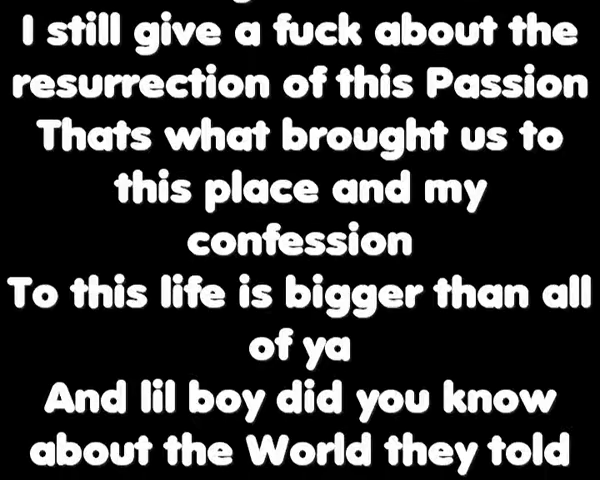 I still give a fuck about the
resurrection of this Passion
Thats what brought us to
this place and my
confession
To this life is bigger than all
of ya
And lil boy did you know
about the World they told